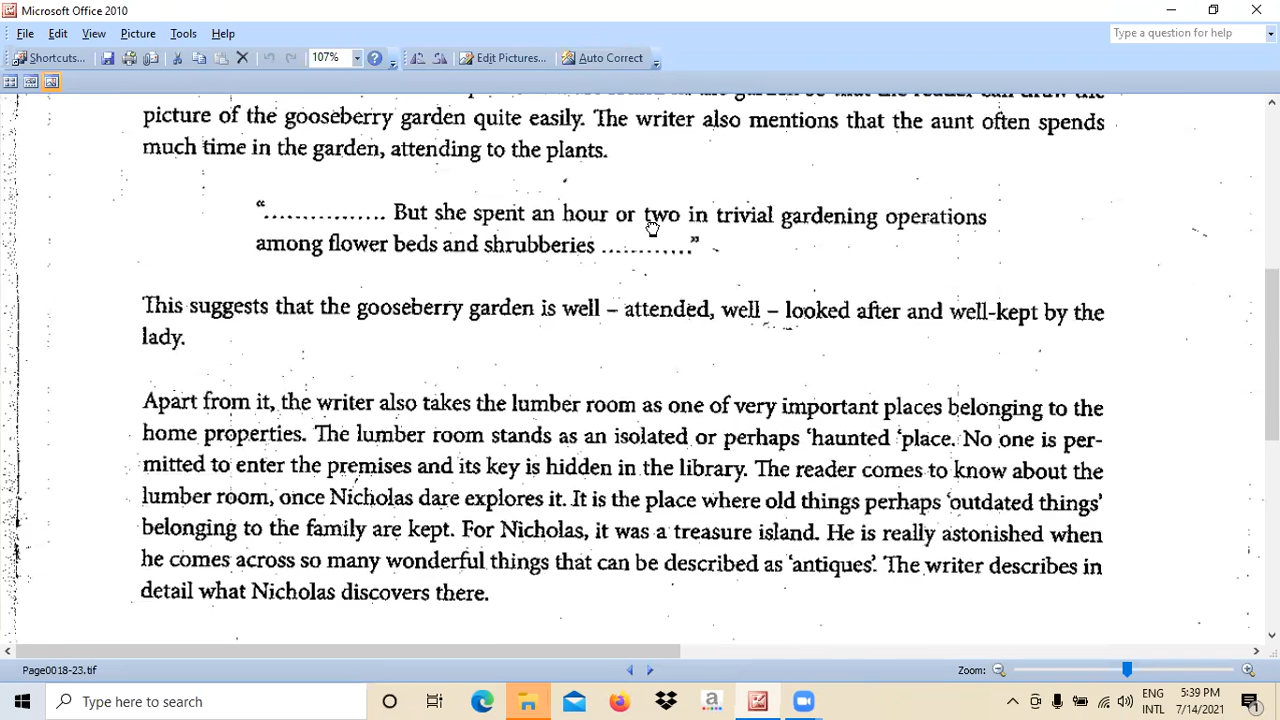 Microsoft Office 2010
File Edit View Picture Tools Help
Type a question for help
Shortcuts... 107% Edit Pictures... Auto Correct
picture of the gooseberry garden quite easily. The writer also mentions that the aunt often spends
much time in the garden, attending to the plants.
“................ But she spent an hour or two in trivial gardening operations
among flower beds and shrubberies ............”
This suggests that the gooseberry garden is well – attended, well – looked after and well-kept by the
lady.
Apart from it, the writer also takes the lumber room as one of very important places belonging to the
home properties. The lumber room stands as an isolated or perhaps ‘haunted ‘place. No one is per-
mitted to enter the premises and its key is hidden in the library. The reader comes to know about the
lumber room, once Nicholas dare explores it. It is the place where old things perhaps ‘outdated things’
belonging to the family are kept. For Nicholas, it was a treasure island. He is really astonished when
he comes across so many wonderful things that can be described as ‘antiques’. The writer describes in
detail what Nicholas discovers there.
Page0018-23.tif
Zoom:
Type here to search
ENG 5:39 PM
INTL 7/14/2021